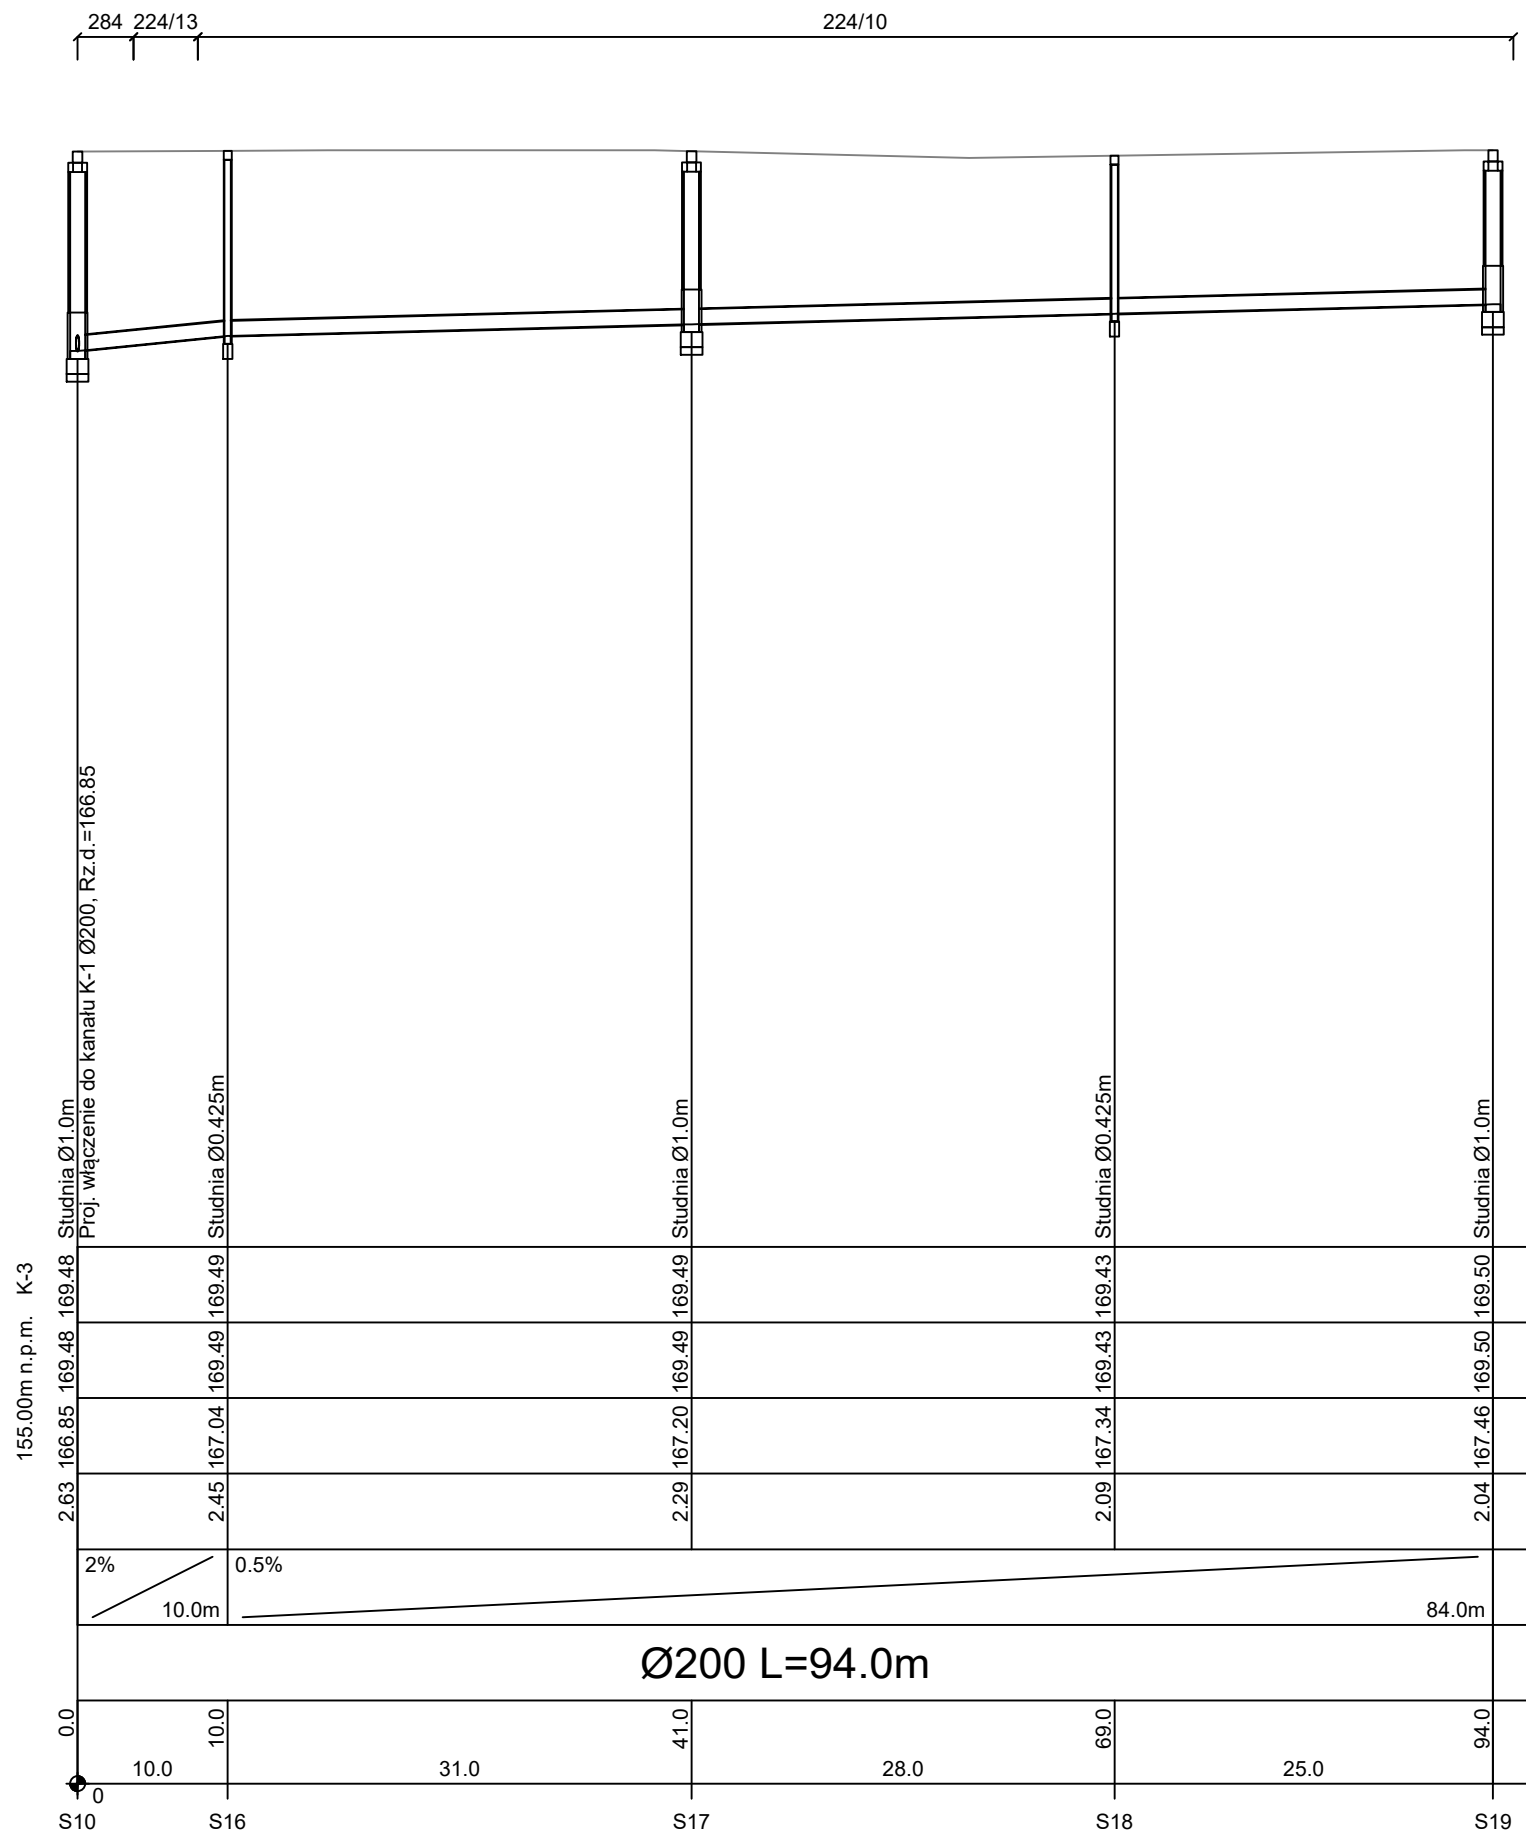 284 224/13 224/10
Studnia Ø1.0m
Proj. włączenie do kanału K-1 Ø200, Rz.d.=166.85
Studnia Ø0.425m
Studnia Ø1.0m
Studnia Ø0.425m
Studnia Ø1.0m
155.00m n.p.m. K-3
169.48 169.49 169.49 169.43 169.50
169.48 169.49 169.49 169.43 169.50
166.85 167.04 167.20 167.34 167.46
2.63 2.45 2.29 2.09 2.04
2% 0.5%
10.0m 84.0m
Ø200 L=94.0m
0.0 10.0 41.0 69.0 94.0
10.0 31.0 28.0 25.0
0
S10 S16 S17 S18 S19